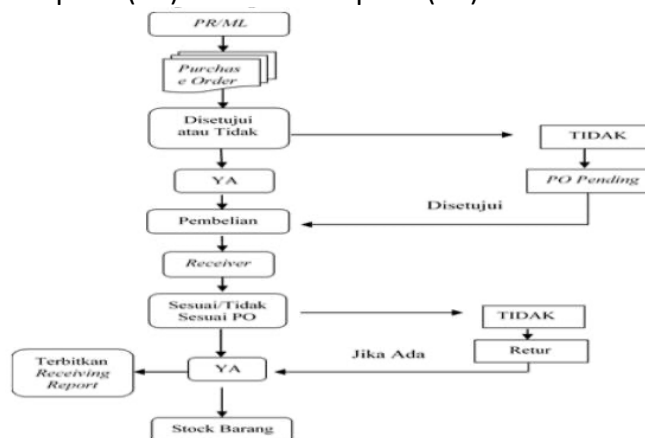 PR/ML
Purchas
e Order
Disetujui
atau Tidak
TIDAK
YA
PO Pending
Disetujui
Pembelian
Receiver
Sesuai/Tidak
Sesuai PO
TIDAK
Jika Ada
Retur
Terbitkan
Receiving
Report
YA
Stock Barang